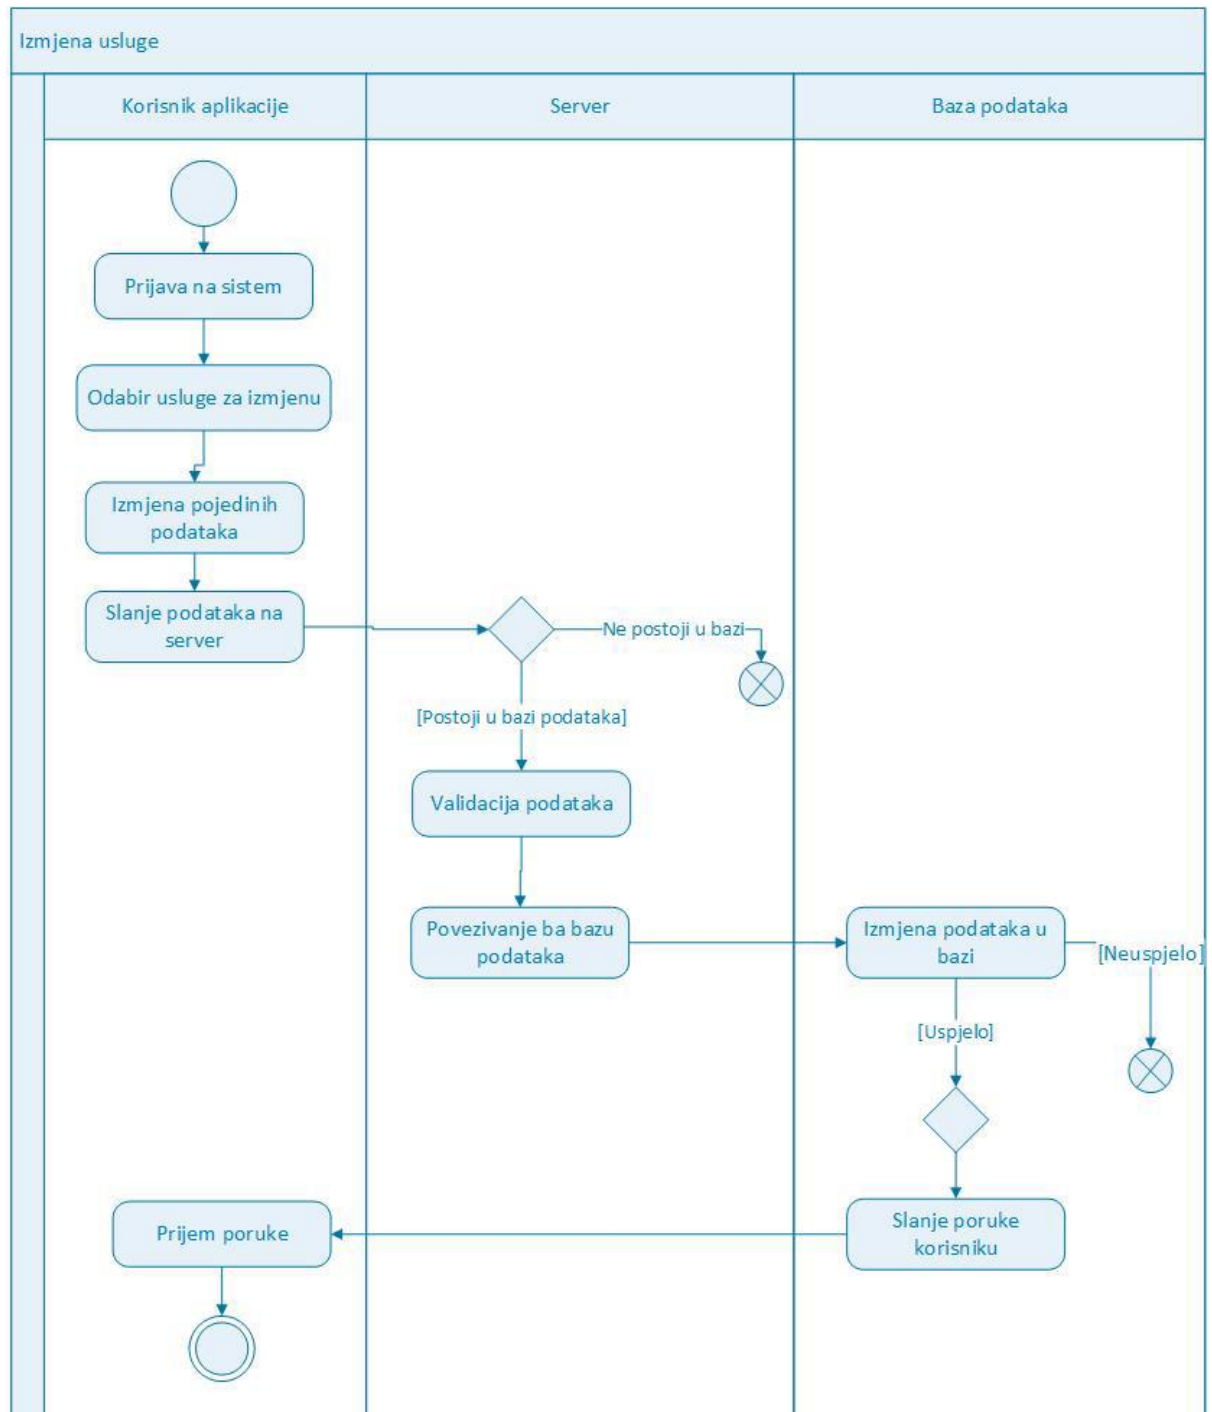 Izmjena usluge
Korisnik aplikacije
Server
Baza podataka
Prijava na sistem
Odabir usluge za izmjenu
Izmjena pojedinih
podataka
Slanje podataka na
server
Ne postoji u bazi
[Postoji u bazi podataka]
Validacija podataka
Povezivanje ba bazu
podataka
Izmjena podataka u
bazi
[Neuspjelo]
[Uspjelo]
Slanje poruke
korisniku
Prijem poruke